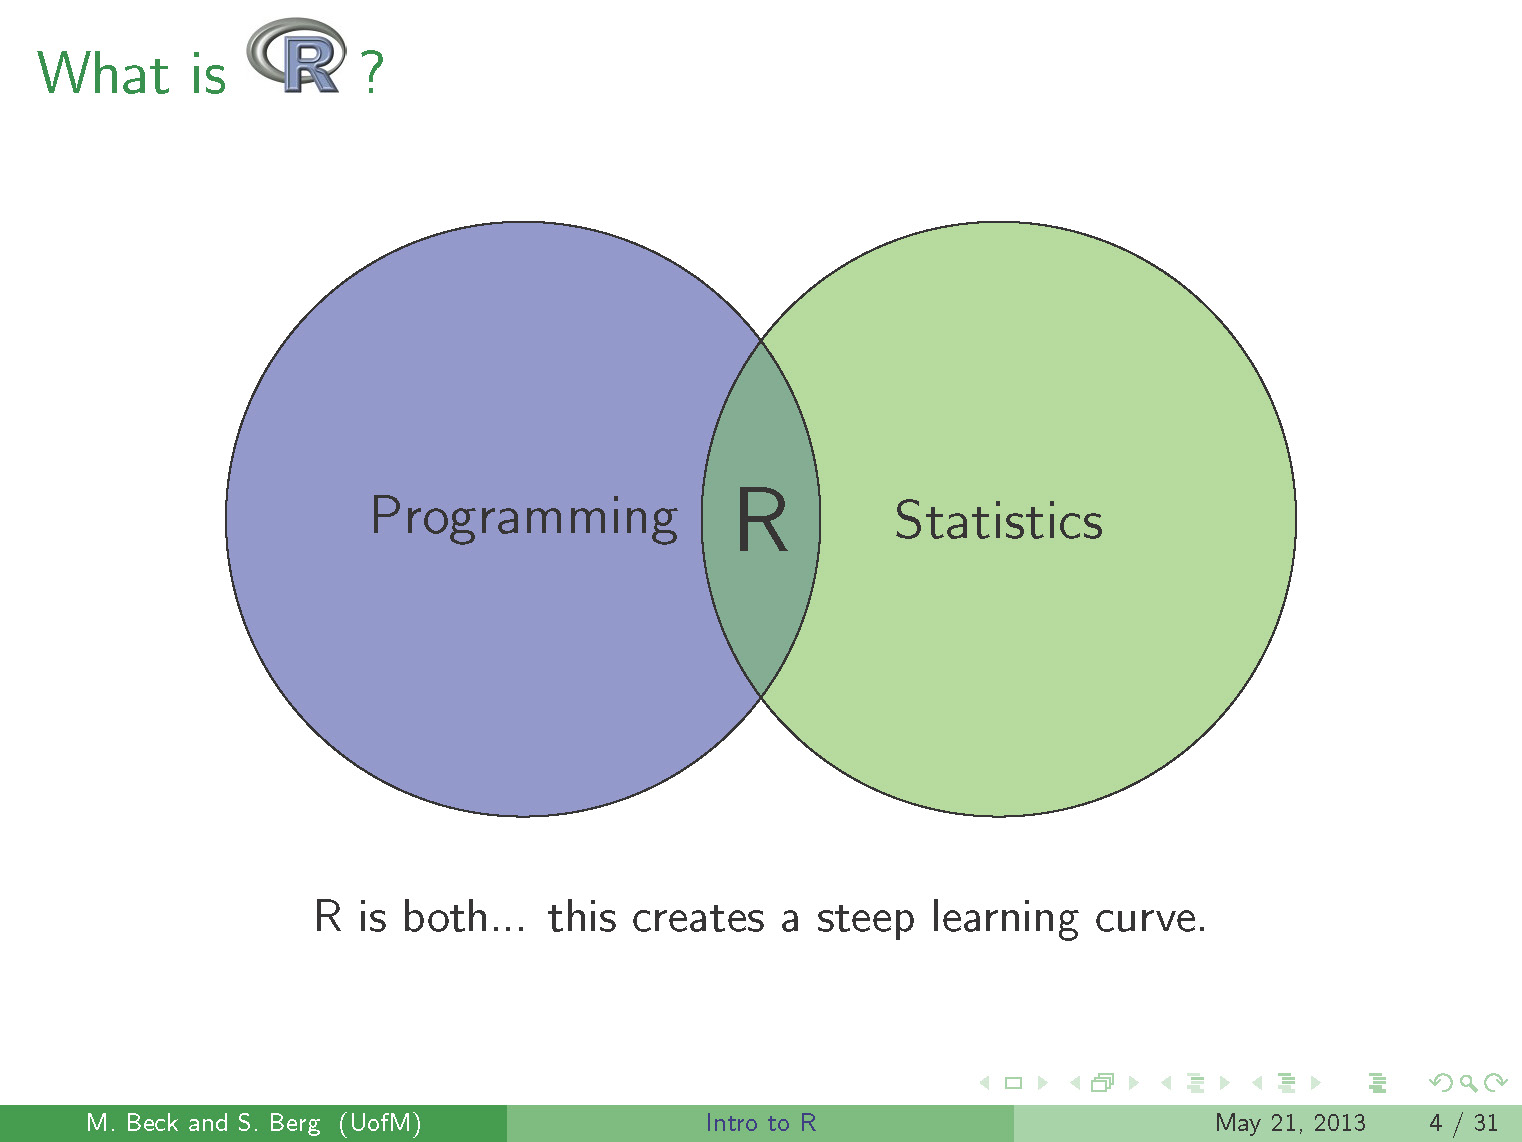 What is R ?
Programming R Statistics
R is both... this creates a steep learning curve.
M. Beck and S. Berg (UofM) Intro to R May 21, 2013 4 / 31